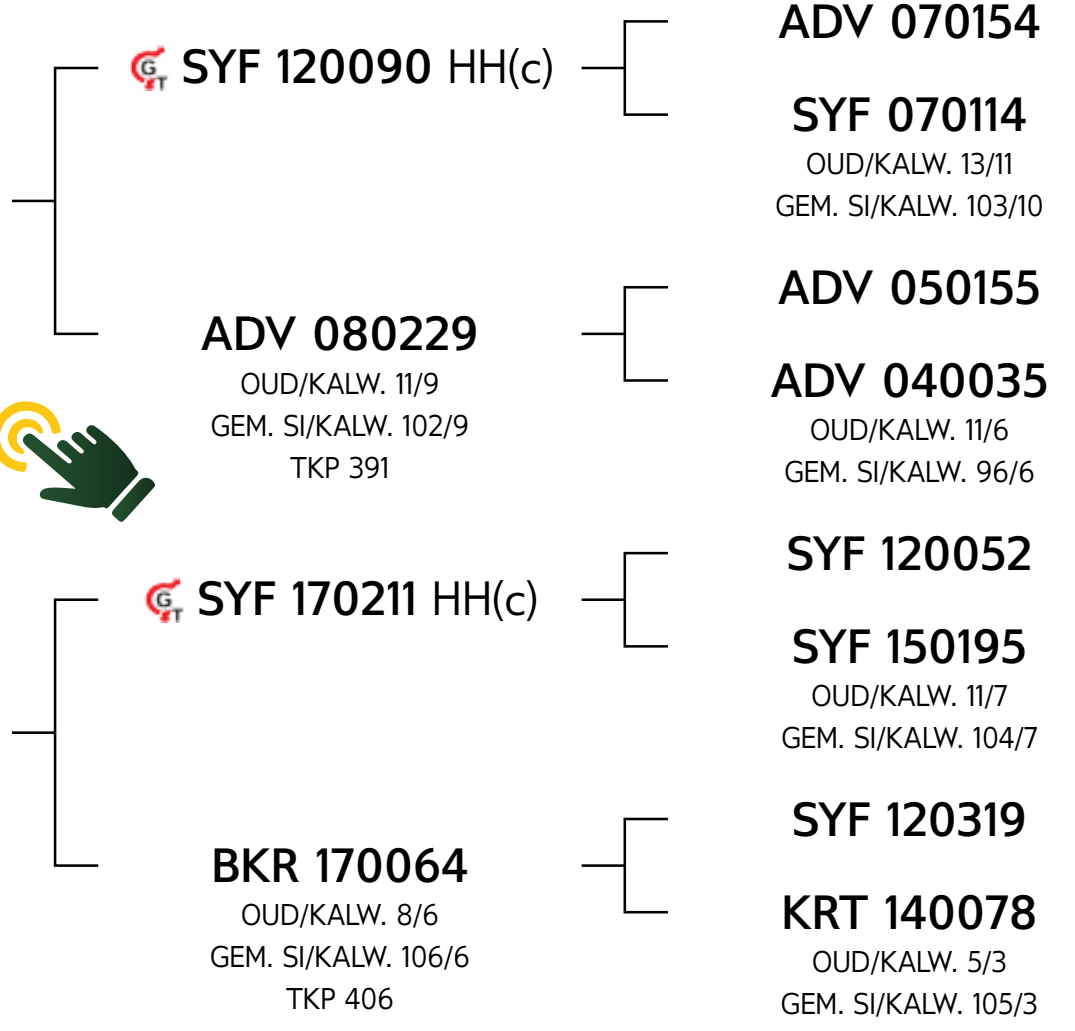 ADV 070154
GT SYF 120090 HH(c)
SYF 070114
OUD/KALW. 13/11
GEM. SI/KALW. 103/10
ADV 050155
ADV 080229
OUD/KALW. 11/9
GEM. SI/KALW. 102/9
TKP 391
ADV 040035
OUD/KALW. 11/6
GEM. SI/KALW. 96/6
SYF 120052
GT SYF 170211 HH(c)
SYF 150195
OUD/KALW. 11/7
GEM. SI/KALW. 104/7
SYF 120319
BKR 170064
OUD/KALW. 8/6
GEM. SI/KALW. 106/6
TKP 406
KRT 140078
OUD/KALW. 5/3
GEM. SI/KALW. 105/3